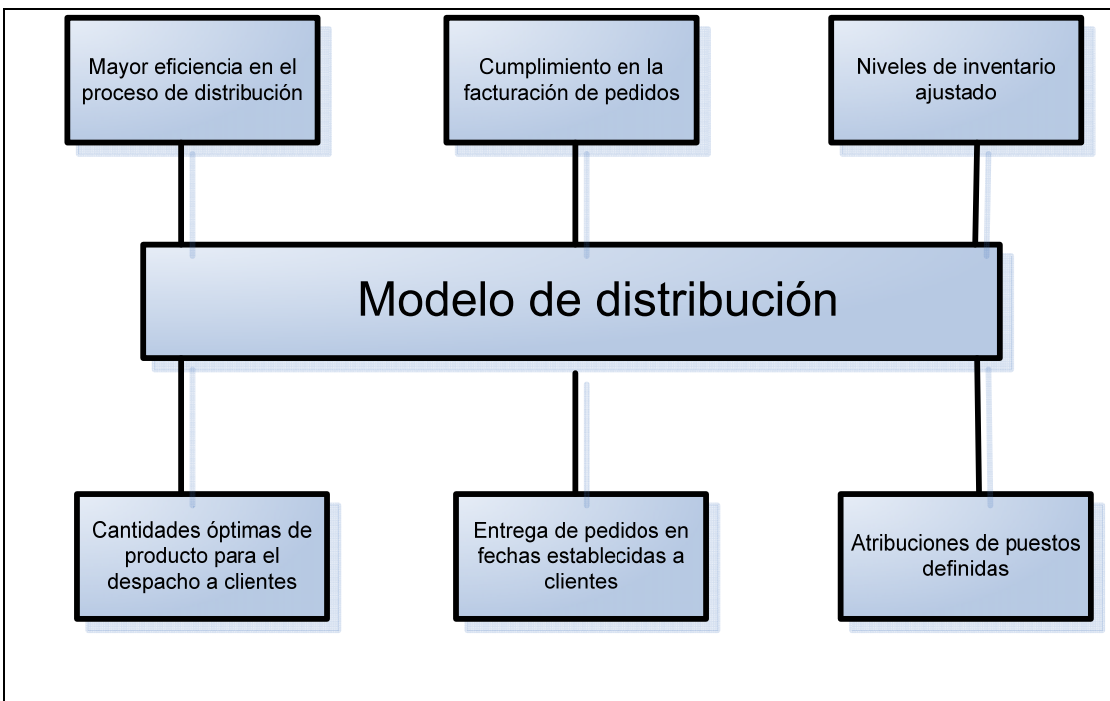 Mayor eficiencia en el
proceso de distribución
Cumplimiento en la
facturación de pedidos
Niveles de inventario
ajustado
Modelo de distribución
Cantidades óptimas de
producto para el
despacho a clientes
Entrega de pedidos en
fechas establecidas a
clientes
Atribuciones de puestos
definidas